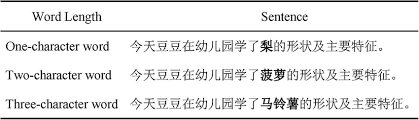 Word Length Sentence
One-character word 今天豆豆在幼儿园学了梨的形状及主要特征。
Two-character word 今天豆豆在幼儿园学了菠萝的形状及主要特征。
Three-character word 今天豆豆在幼儿园学了马铃薯的形状及主要特征。